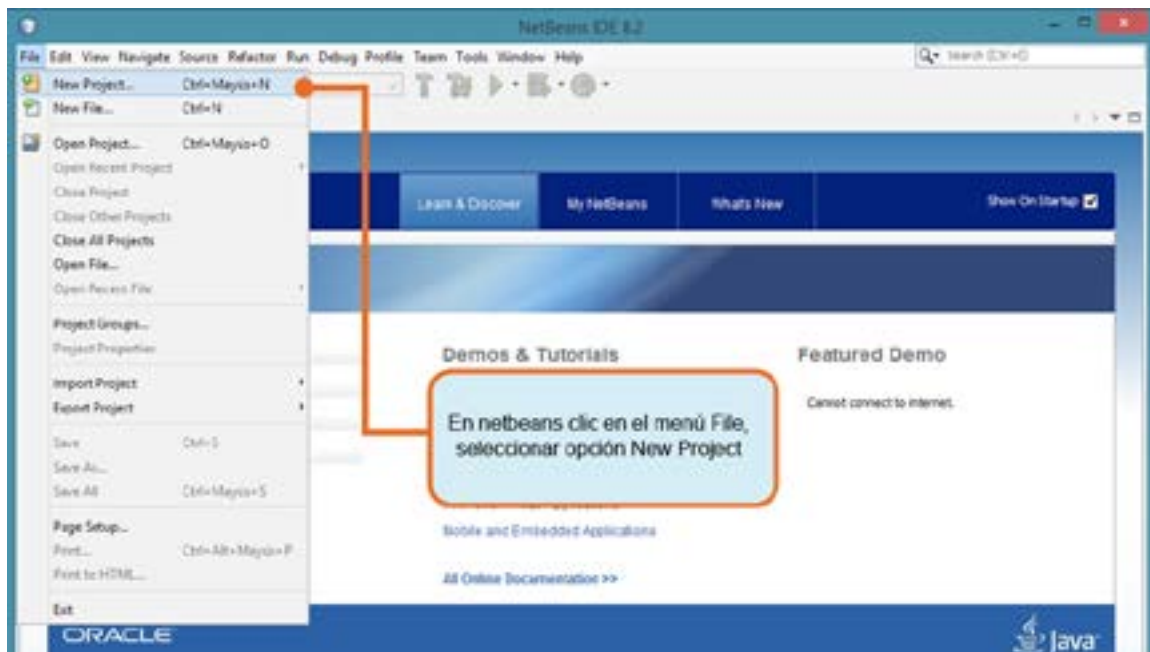 NetBeans IDE 8.2
File Edit View Navigate Source Refactor Run Debug Profile Team Tools Window Help
Search (Ctrl+I)
New Project... Ctrl+Mayús+N
New File... Ctrl+N
Open Project... Ctrl+Mayús+O
Open Recent Project
Close Project
Close Other Projects
Close All Projects
Open File...
Open Recent File
Project Groups...
Project Properties
Import Project
Export Project
Save Ctrl+S
Save As...
Save All Ctrl+Mayús+S
Page Setup...
Print... Ctrl+Alt+Mayús+P
Print to HTML...
Exit
Learn & Discover
My NetBeans
Whats New
Show On Startup
Demos & Tutorials
Featured Demo
Cannot connect to internet.
En netbeans clic en el menú File,
seleccionar opción New Project
Mobile and Embedded Applications
All Online Documentation >>
ORACLE
Java